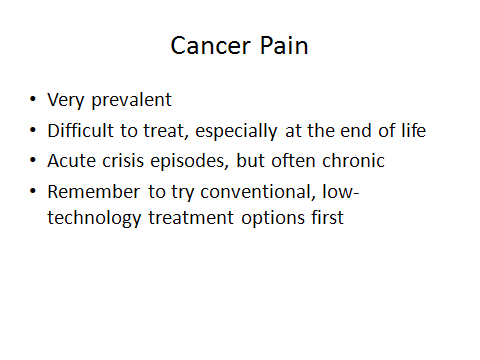 Cancer Pain
• Very prevalent
• Difficult to treat, especially at the end of life
• Acute crisis episodes, but often chronic
• Remember to try conventional, low-
technology treatment options first